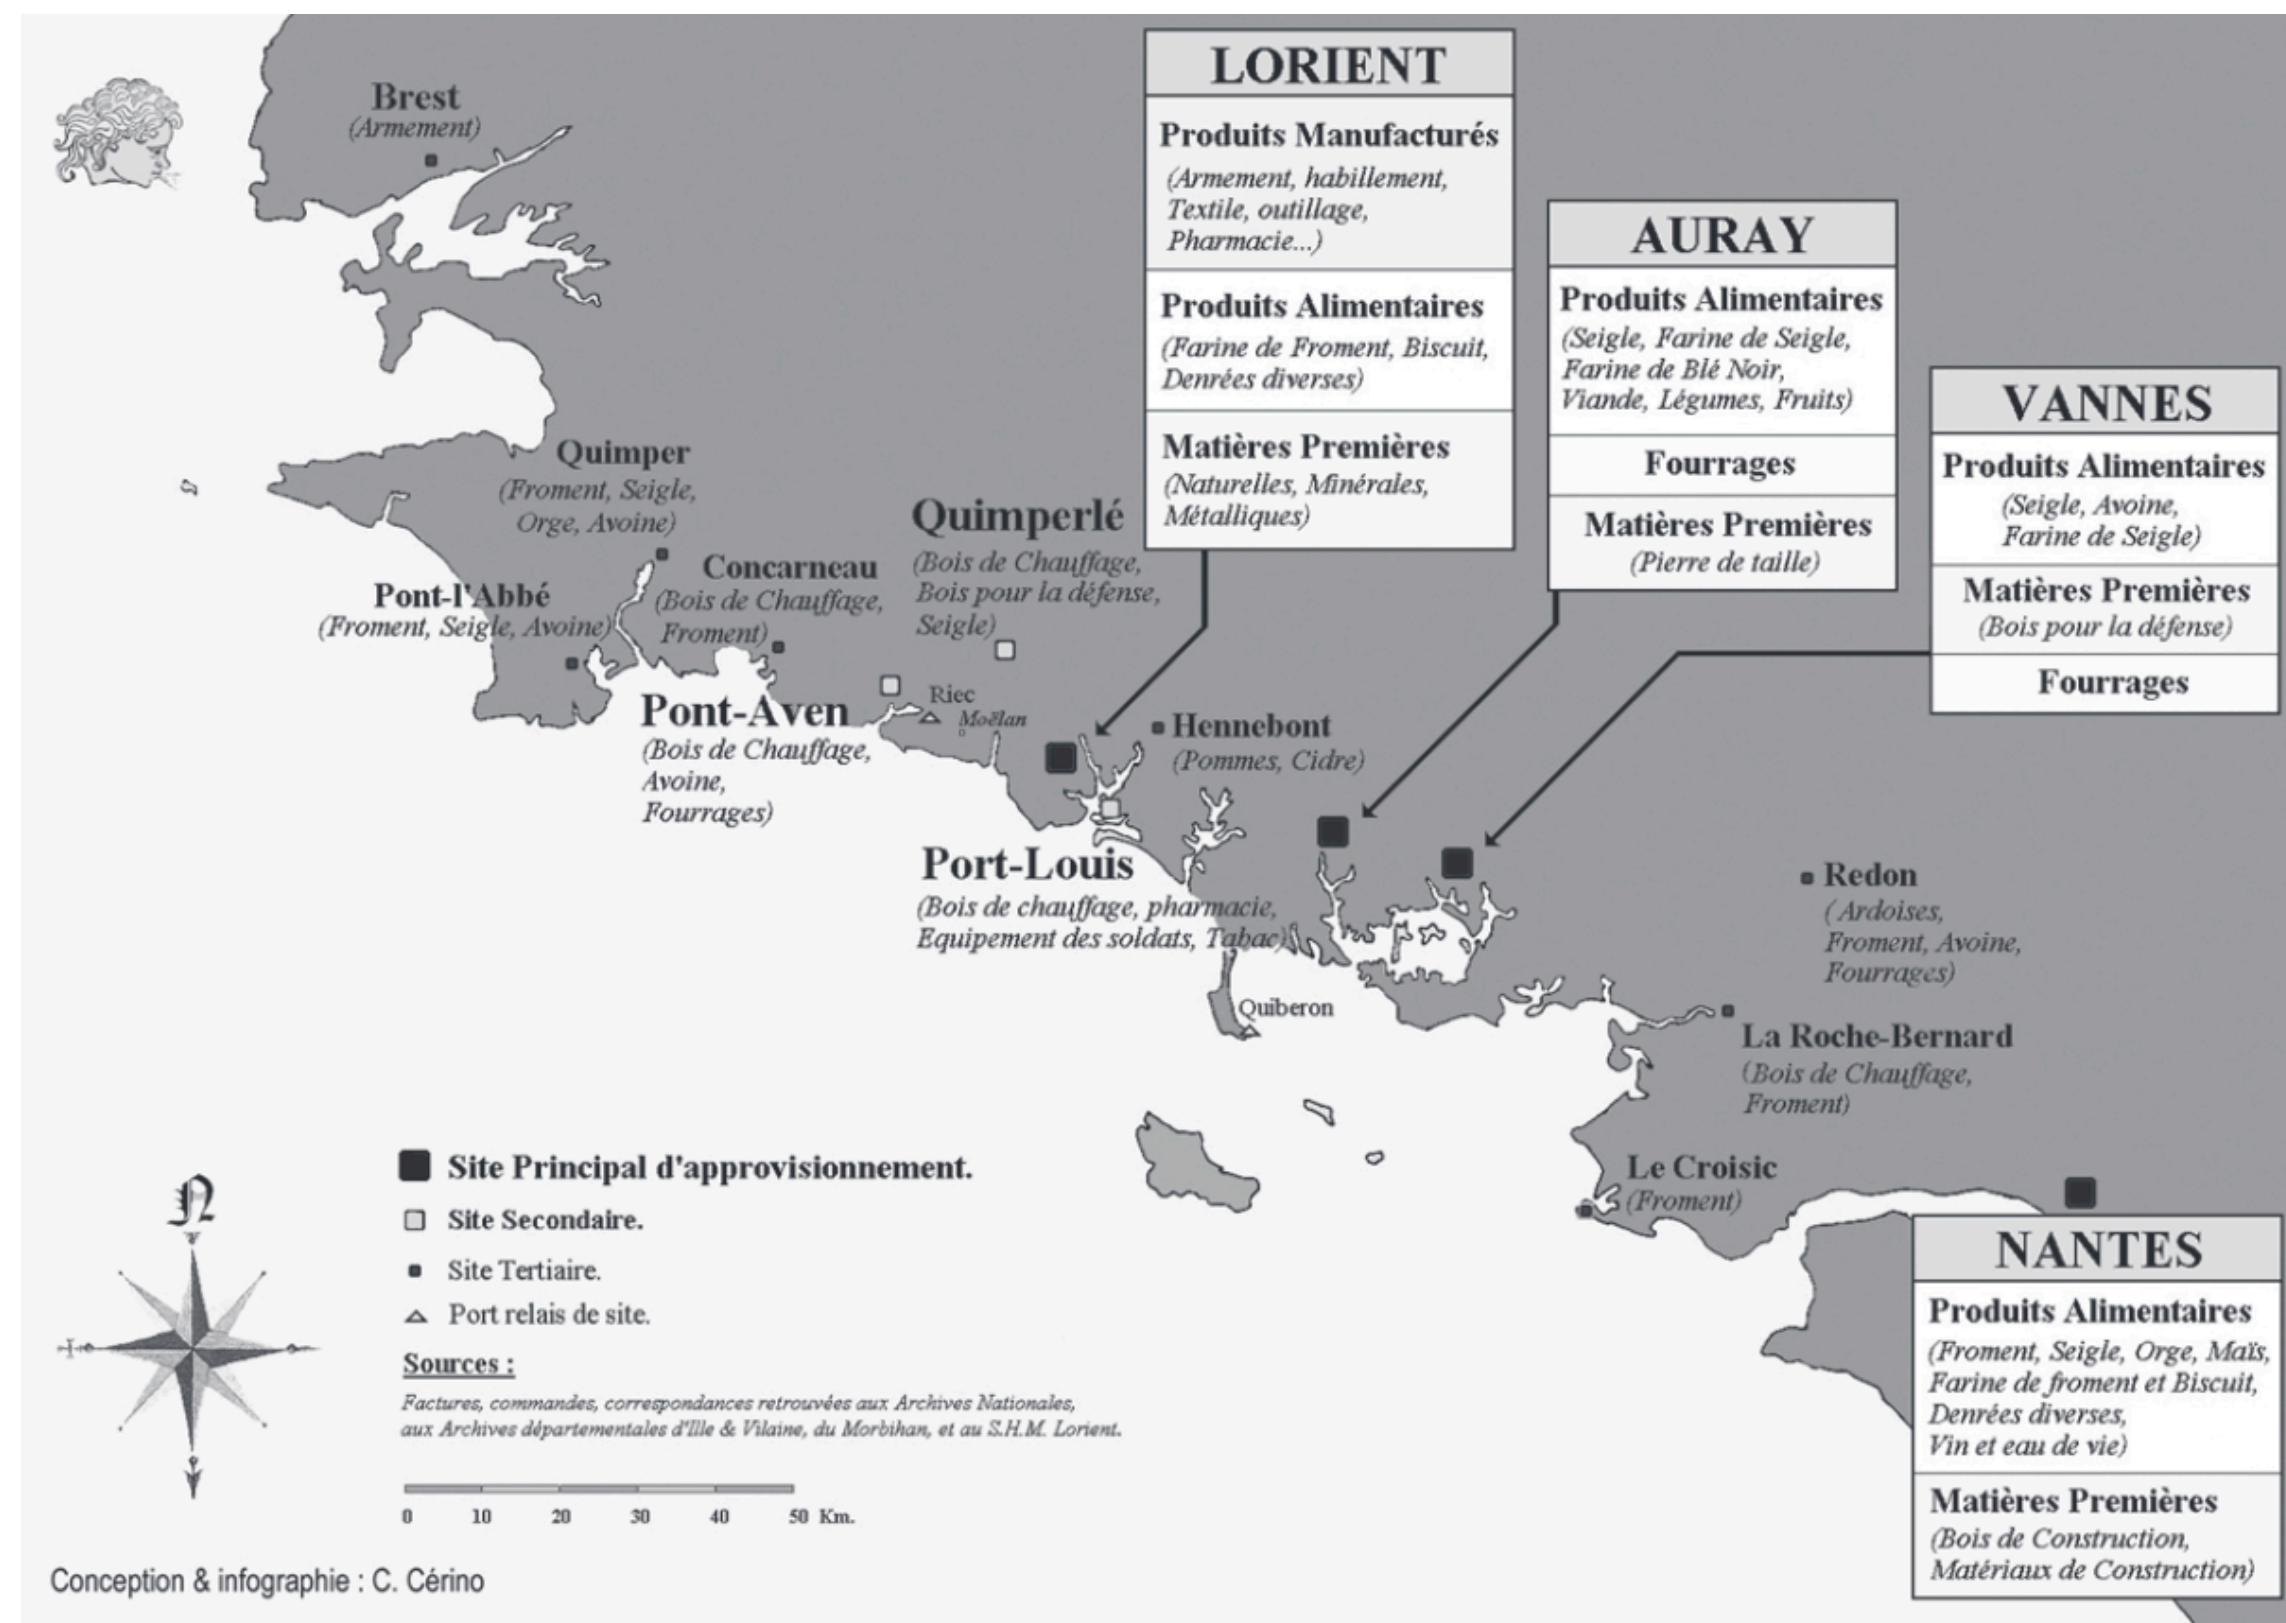 Brest
(Armement)
LORIENT
Produits Manufacturés
(Armement, habillement,
Textile, outillage,
Pharmacie...)
Produits Alimentaires
(Farine de Froment, Biscuit,
Denrées diverses)
Matières Premières
(Naturelles, Minérales,
Métalliques)
AURAY
Produits Alimentaires
(Seigle, Farine de Seigle,
Farine de Blé Noir,
Viande, Légumes, Fruits)
Fourrages
Matières Premières
(Pierre de taille)
VANNES
Produits Alimentaires
(Seigle, Avoine,
Farine de Seigle)
Matières Premières
(Bois pour la défense)
Fourrages
Quimper
(Froment, Seigle,
Orge, Avoine)
Quimperlé
(Bois de Chauffage,
Bois pour la défense,
Seigle)
Concarneau
(Bois de Chauffage,
Froment)
Pont-l'Abbé
(Froment, Seigle, Avoine)
Pont-Aven
(Bois de Chauffage,
Avoine,
Fourrages)
Riec
Moëlan
Hennebont
(Pommes, Cidre)
Port-Louis
(Bois de chauffage, pharmacie,
Equipement des soldats, Tabac)
Quiberon
Redon
(Ardoises,
Froment, Avoine,
Fourrages)
La Roche-Bernard
(Bois de Chauffage,
Froment)
Le Croisic
(Froment)
NANTES
Produits Alimentaires
(Froment, Seigle, Orge, Maïs,
Farine de froment et Biscuit,
Denrées diverses,
Vin et eau de vie)
Matières Premières
(Bois de Construction,
Matériaux de Construction)
N
Site Principal d'approvisionnement.
Site Secondaire.
Site Tertiaire.
Port relais de site.
Sources :
Factures, commandes, correspondances retrouvées aux Archives Nationales,
aux Archives départementales d'Ille & Vilaine, du Morbihan, et au S.H.M. Lorient.
0 10 20 30 40 50 Km.
Conception & infographie : C. Cérino